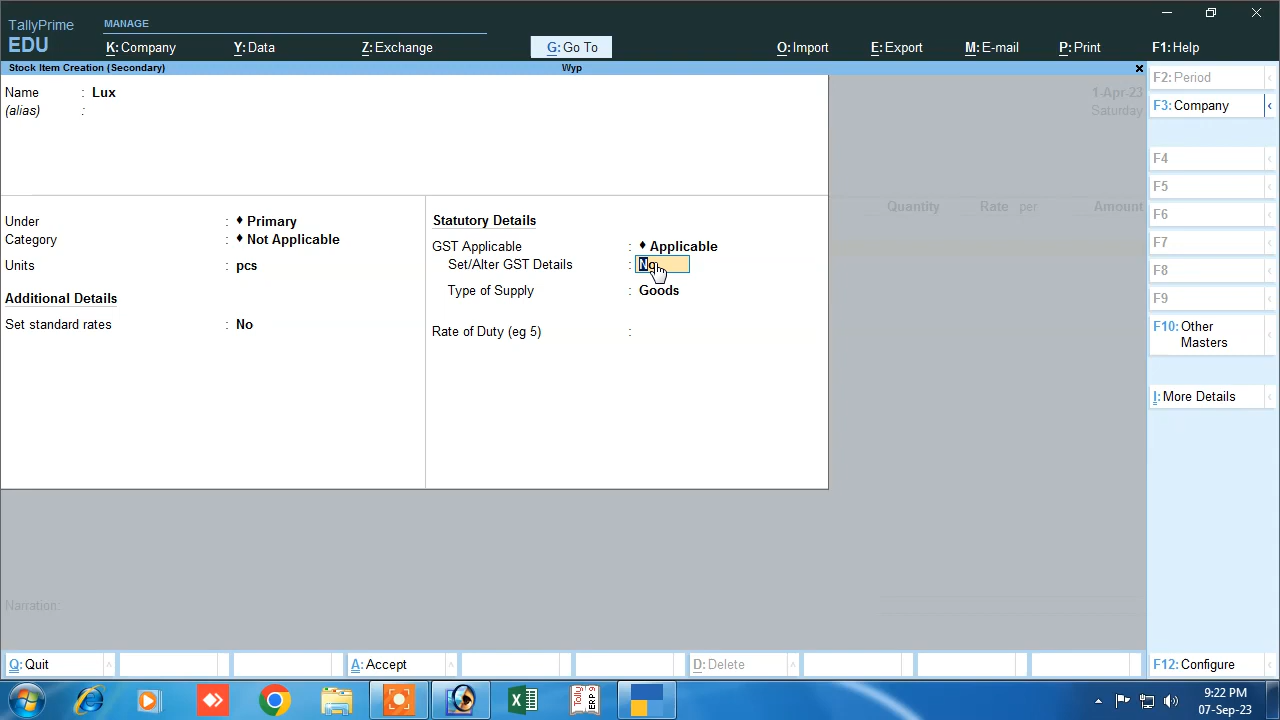 TallyPrime
EDU
MANAGE
K: Company
Y: Data
Z: Exchange
G: Go To
O: Import
E: Export
M: E-mail
P: Print
F1: Help
Stock Item Creation (Secondary)
Wyp
Name : Lux
(alias) :
1-Apr-23
Saturday
Quantity Rate per Amount
Under : ♦ Primary
Category : ♦ Not Applicable
Units : pcs
Additional Details
Set standard rates : No
Statutory Details
GST Applicable : ♦ Applicable
Set/Alter GST Details : No
Type of Supply : Goods
Rate of Duty (eg 5) :
Narration:
F2: Period
F3: Company
F4
F5
F6
F7
F8
F9
F10: Other
Masters
I: More Details
F12: Configure
Q: Quit
A: Accept
D: Delete
Tally
ERP 9
9:22 PM
07-Sep-23